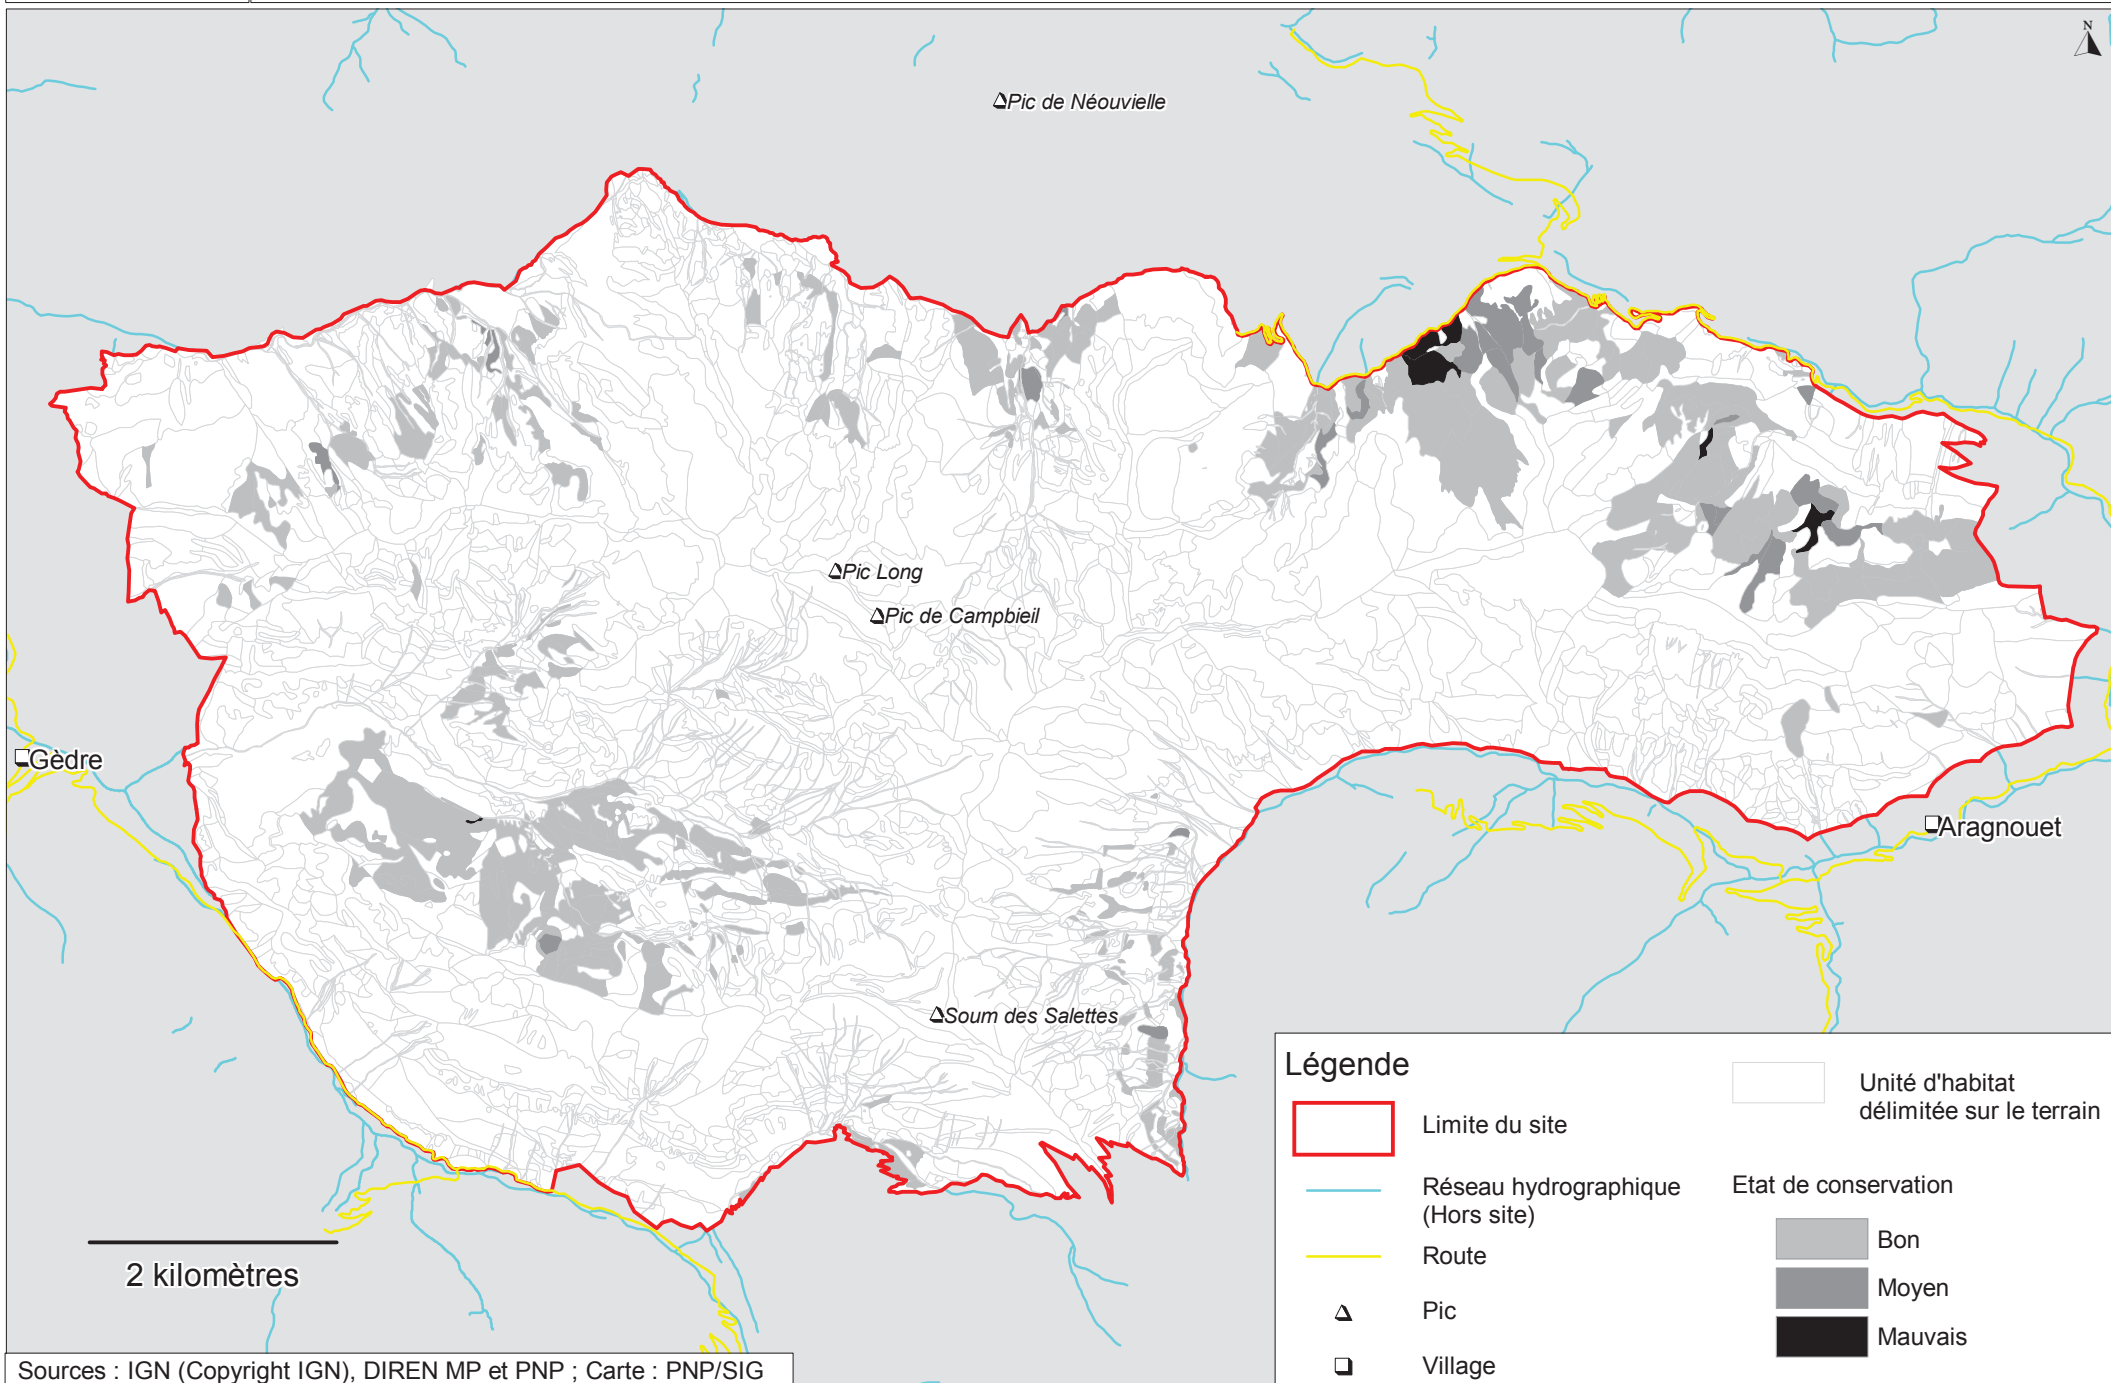 N
Pic de Néouvielle
Pic Long
Pic de Campbieil
Gèdre
Aragnouet
Soum des Salettes
2 kilomètres
Légende
Limite du site
Réseau hydrographique
(Hors site)
Route
Pic
Village
Unité d'habitat
délimitée sur le terrain
Etat de conservation
Bon
Moyen
Mauvais
Sources : IGN (Copyright IGN), DIREN MP et PNP ; Carte : PNP/SIG